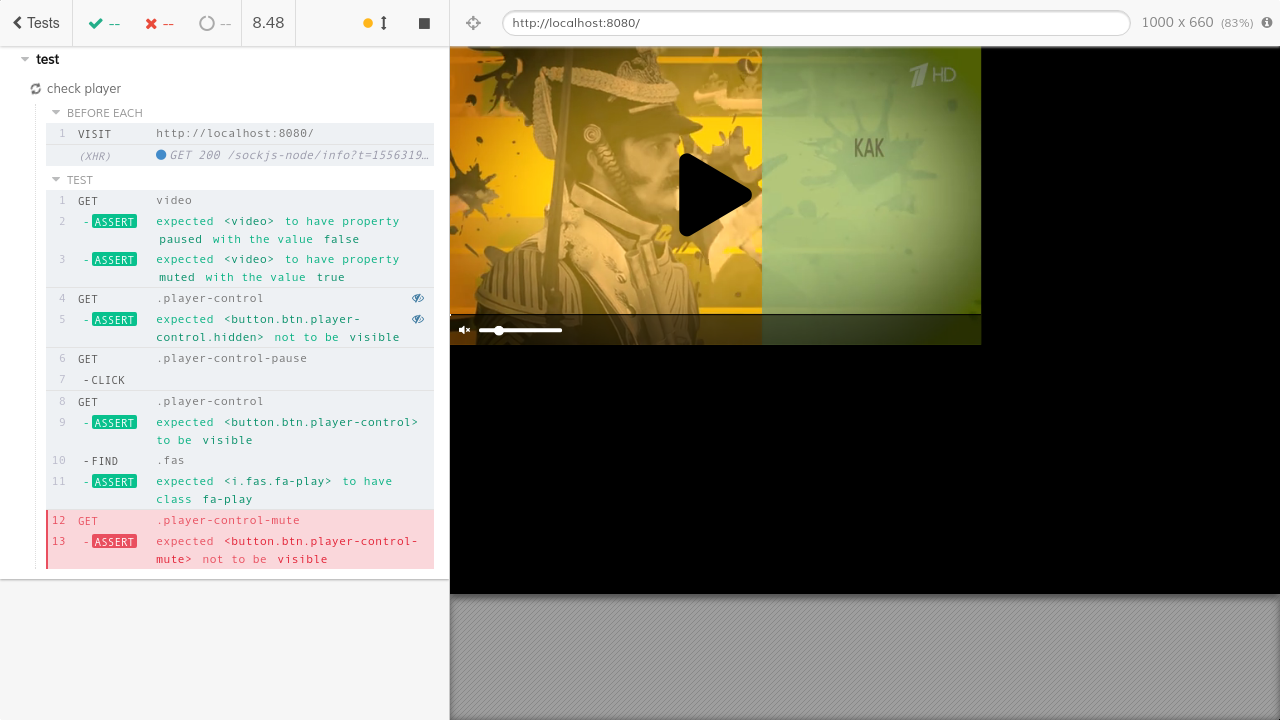 Tests
--
--
--
8.48
http://localhost:8080/
1000 x 660 (83%)
test
check player
BEFORE EACH
1 VISIT http://localhost:8080/
(XHR) GET 200 /sockjs-node/info?t=1556319…
TEST
1 GET video
2 -ASSERT expected <video> to have property
paused with the value false
3 -ASSERT expected <video> to have property
muted with the value true
4 GET .player-control
5 -ASSERT expected <button.btn.player-
control.hidden> not to be visible
6 GET .player-control-pause
7 -CLICK
8 GET .player-control
9 -ASSERT expected <button.btn.player-control>
to be visible
10 -FIND .fas
11 -ASSERT expected <i.fas.fa-play> to have
class fa-play
12 GET .player-control-mute
13 -ASSERT expected <button.btn.player-control-
mute> not to be visible
HD
КАК